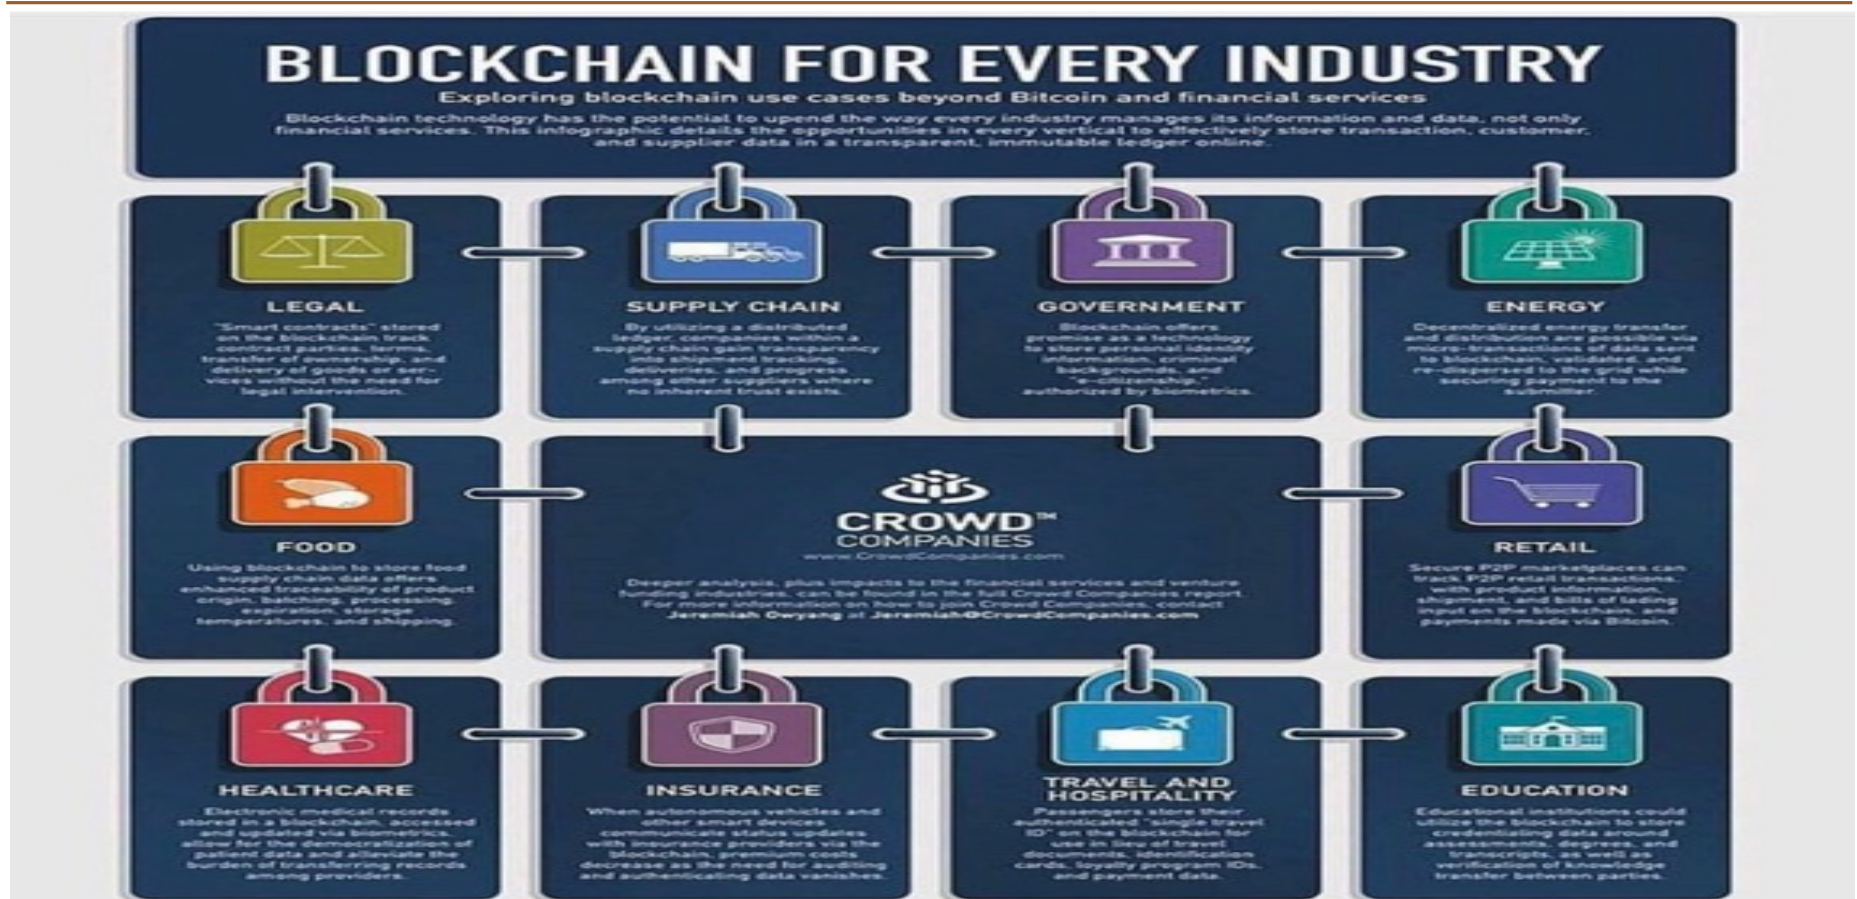 BLOCKCHAIN FOR EVERY INDUSTRY
Exploring blockchain use cases beyond Bitcoin and financial services
Blockchain technology has the potential to upend the way every industry manages its information and data, not only
financial services. This infographic details the opportunities in every vertical to effectively store transaction, customer,
and supplier data in a transparent, immutable ledger online.
LEGAL
"Smart contracts" stored
on the blockchain track
contract parties, terms,
transfer of ownership, and
delivery of goods or ser-
vices without the need for
legal intervention.
SUPPLY CHAIN
By utilizing a distributed
ledger, companies within a
supply chain gain transparency
into shipment tracking,
deliveries, and progress
among other suppliers where
no inherent trust exists.
GOVERNMENT
Blockchain offers
promise as a technology
to store personal identity
information, criminal
backgrounds, and
"e-citizenship,"
authorized by biometrics.
ENERGY
Decentralized energy transfer
and distribution are possible via
micro-transactions of data sent
to blockchain, validated, and
re-dispersed to the grid while
securing payment to the
submitter.
FOOD
Using blockchain to store food
supply chain data offers
enhanced traceability of product
origin, batching, processing,
expiration, storage
temperatures, and shipping.
CROWD™
COMPANIES
www.CrowdCompanies.com
Deeper analysis, plus impacts to the financial services and venture
funding industries, can be found in the full Crowd Companies report.
For more information on how to join Crowd Companies, contact
Jeremiah Owyang at Jeremiah@CrowdCompanies.com
RETAIL
Secure P2P marketplaces can
track P2P retail transactions,
with product information,
shipment, and bills of lading
input on the blockchain, and
payments made via Bitcoin.
HEALTHCARE
Electronic medical records
stored in a blockchain, accessed
and updated via biometrics,
allow for the democratization of
patient data and alleviate the
burden of transferring records
among providers.
INSURANCE
When autonomous vehicles and
other smart devices
communicate status updates
with insurance providers via the
blockchain, premium costs
decrease as the need for auditing
and authenticating data vanishes.
TRAVEL AND
HOSPITALITY
Passengers store their
authenticated "single travel
ID" on the blockchain for
use in lieu of travel
documents, identification
cards, loyalty program IDs,
and payment data.
EDUCATION
Educational institutions could
utilize the blockchain to store
credentialing data around
assessments, degrees, and
transcripts, as well as
verification of knowledge
transfer between parties.